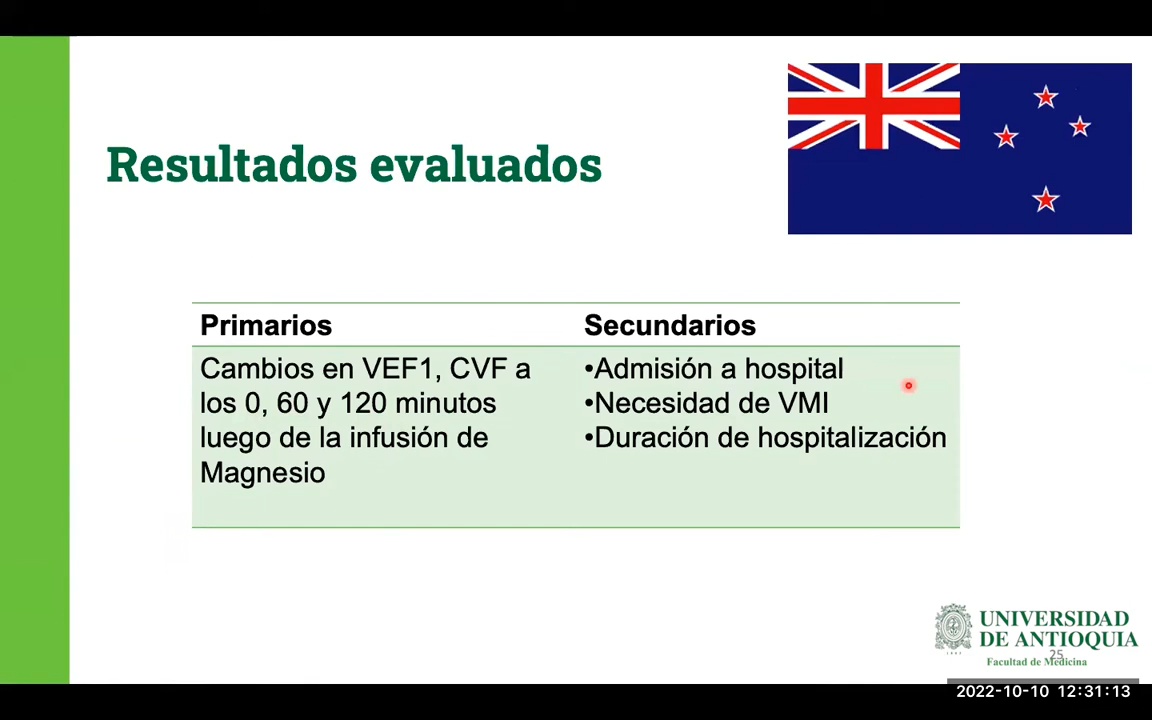 Resultados evaluados
Primarios
Secundarios
Cambios en VEF1, CVF a
los 0, 60 y 120 minutos
luego de la infusión de
Magnesio
•Admisión a hospital
•Necesidad de VMI
•Duración de hospitalización
UNIVERSIDAD
DE ANTIOQUIA
1803
25
Facultad de Medicina
2022-10-10 12:31:13